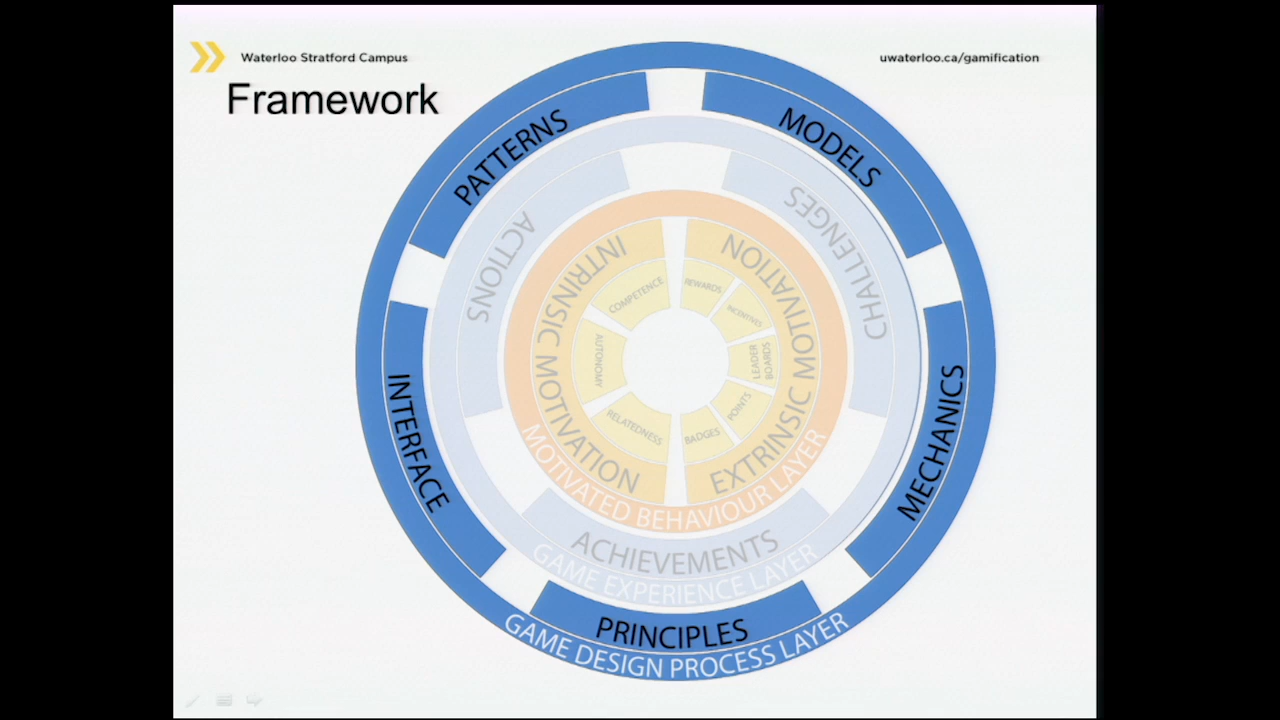 Waterloo Stratford Campus
uwaterloo.ca/gamification
Framework
PATTERNS
MODELS
INTERFACE
MECHANICS
PRINCIPLES
GAME DESIGN PROCESS LAYER
ACTIONS
CHALLENGES
ACHIEVEMENTS
GAME EXPERIENCE LAYER
INTRINSIC MOTIVATION
EXTRINSIC MOTIVATION
MOTIVATED BEHAVIOUR LAYER
COMPETENCE
AUTONOMY
RELATEDNESS
REWARDS
INCENTIVES
LEADER
BOARDS
POINTS
BADGES